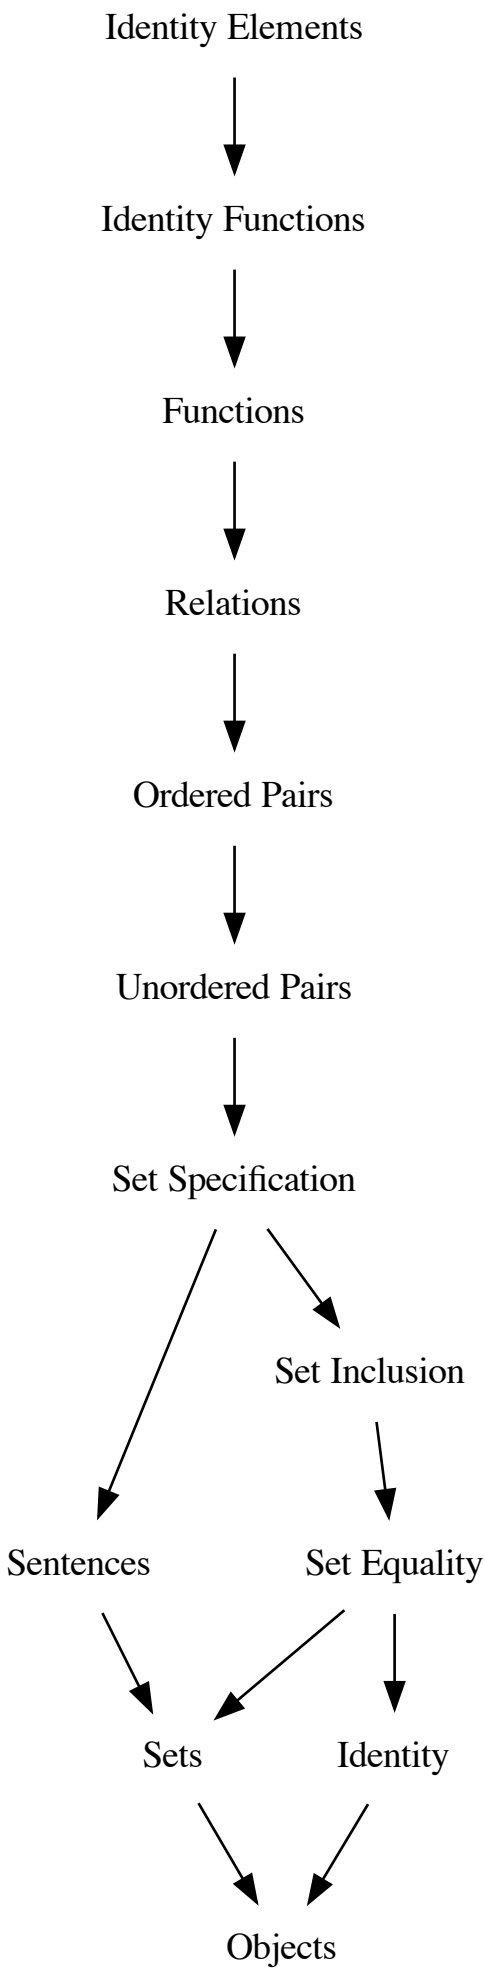 Identity Elements
Identity Functions
Functions
Relations
Ordered Pairs
Unordered Pairs
Set Specification
Set Inclusion
Sentences
Set Equality
Sets
Identity
Objects